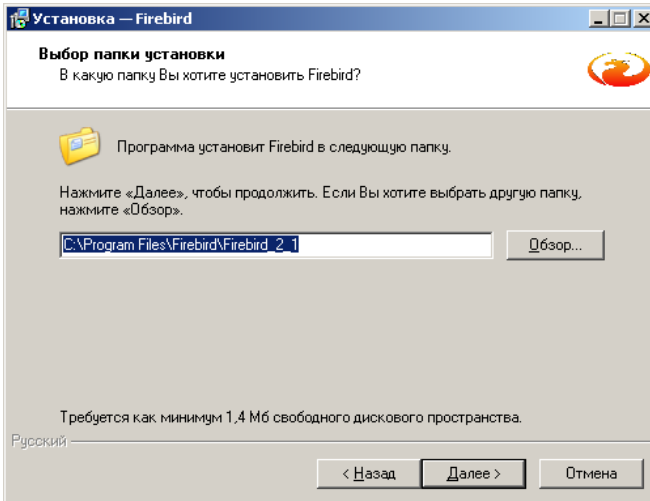 Установка — Firebird
Выбор папки установки
В какую папку Вы хотите установить Firebird?
Программа установит Firebird в следующую папку.
Нажмите «Далее», чтобы продолжить. Если Вы хотите выбрать другую папку,
нажмите «Обзор».
C:\Program Files\Firebird\Firebird_2_1
Обзор...
Требуется как минимум 1,4 Мб свободного дискового пространства.
Русский
< Назад
Далее >
Отмена